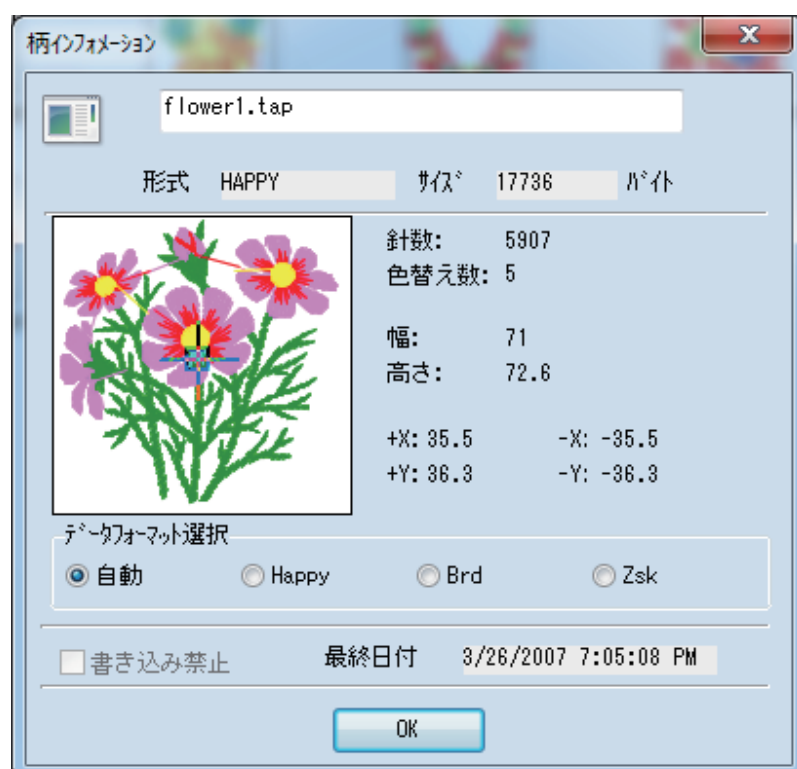 柄ｲﾝﾌｫﾒｰｼｮﾝ
flower1.tap
形式 HAPPY ｻｲｽﾞ 17736 ﾊﾞｲﾄ
針数: 5907
色替え数: 5
幅: 71
高さ: 72.6
+X: 35.5 -X: -35.5
+Y: 36.3 -Y: -36.3
ﾃﾞｰﾀﾌｫｰﾏｯﾄ選択
自動 Happy Brd Zsk
書き込み禁止 最終日付 3/26/2007 7:05:08 PM
OK